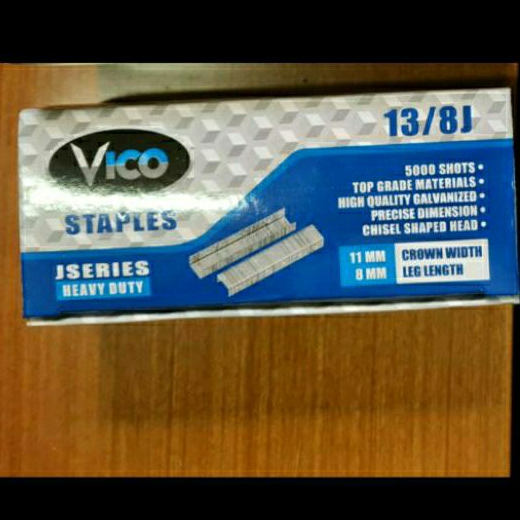 VICO
STAPLES
JSERIES
HEAVY DUTY
13/8J
5000 SHOTS •
TOP GRADE MATERIALS •
HIGH QUALITY GALVANIZED •
PRECISE DIMENSION •
CHISEL SHAPED HEAD •
11 MM CROWN WIDTH
8 MM LEG LENGTH